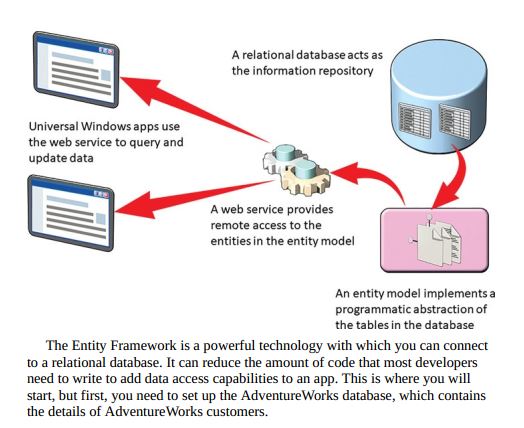 A relational database acts as
the information repository
Universal Windows apps use
the web service to query and
update data
A web service provides
remote access to the
entities in the entity model
An entity model implements a
programmatic abstraction of
the tables in the database
The Entity Framework is a powerful technology with which you can connect
to a relational database. It can reduce the amount of code that most developers
need to write to add data access capabilities to an app. This is where you will
start, but first, you need to set up the AdventureWorks database, which contains
the details of AdventureWorks customers.